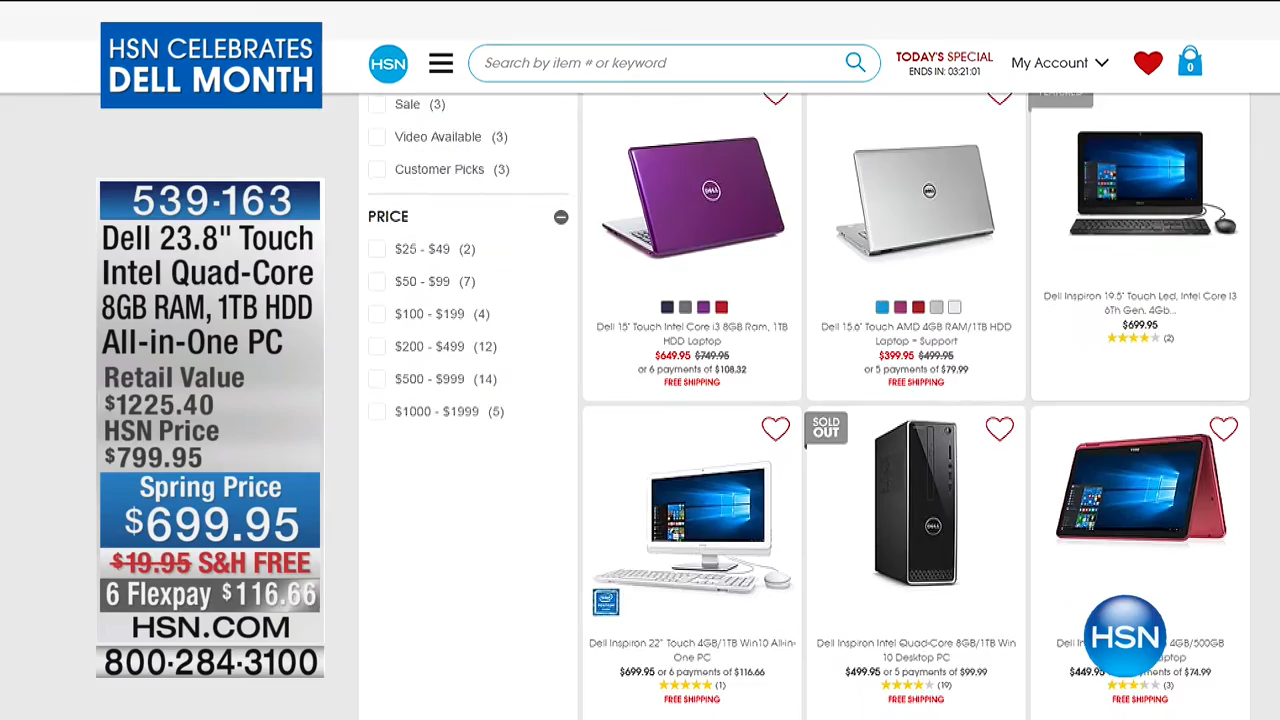 HSN CELEBRATES
DELL MONTH
539·163
Dell 23.8" Touch
Intel Quad-Core
8GB RAM, 1TB HDD
All-in-One PC
Retail Value
$1225.40
HSN Price
$799.95
Spring Price
$699.95
$19.95 S&H FREE
6 Flexpay $116.66
HSN.COM
800·284·3100
HSN
Search by item # or keyword
TODAY'S SPECIAL
ENDS IN: 03:21:01
My Account
0
Sale (3)
Video Available (3)
Customer Picks (3)
PRICE
$25 - $49 (2)
$50 - $99 (7)
$100 - $199 (4)
$200 - $499 (12)
$500 - $999 (14)
$1000 - $1999 (5)
DELL
Dell 15" Touch Intel Core i3 8GB Ram, 1TB
HDD Laptop
$649.95 $749.95
or 6 payments of $108.32
FREE SHIPPING
DELL
Dell 15.6" Touch AMD 4GB RAM/1TB HDD
Laptop + Support
$399.95 $499.95
or 5 payments of $79.99
FREE SHIPPING
FEATURED
Dell Inspiron 19.5" Touch Led, Intel Core I3
6Th Gen, 4Gb...
$699.95
(2)
Dell Inspiron 22" Touch 4GB/1TB Win10 All-in-
One PC
$699.95 or 6 payments of $116.66
(1)
FREE SHIPPING
SOLD
OUT
DELL
Dell Inspiron Intel Quad-Core 8GB/1TB Win
10 Desktop PC
$499.95 or 5 payments of $99.99
(19)
FREE SHIPPING
4GB/500GB
$449.95 of $74.99
(3)
FREE SHIPPING
HSN